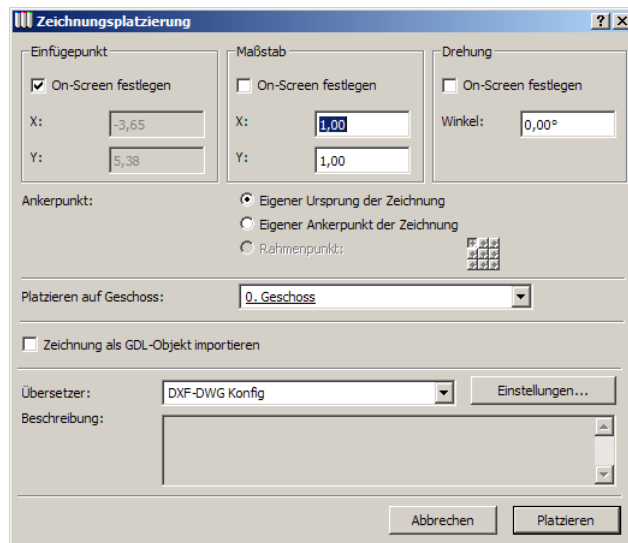 Zeichnungsplatzierung
Einfügepunkt Maßstab Drehung
On-Screen festlegen On-Screen festlegen On-Screen festlegen
X: -3,65 X: 1,00 Winkel: 0,00°
Y: 5,38 Y: 1,00
Ankerpunkt: Eigener Ursprung der Zeichnung
Eigener Ankerpunkt der Zeichnung
Rahmenpunkt:
Platzieren auf Geschoss: 0. Geschoss
Zeichnung als GDL-Objekt importieren
Übersetzer: DXF-DWG Konfig Einstellungen...
Beschreibung:
Abbrechen Platzieren